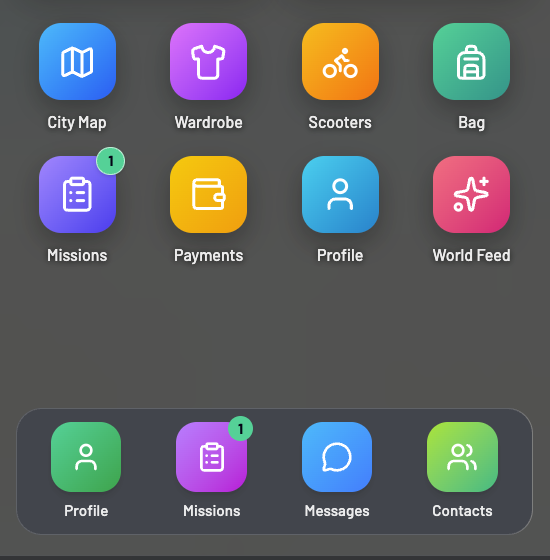 City Map
Wardrobe
Scooters
Bag
1
Missions
Payments
Profile
World Feed
1
Profile
Missions
Messages
Contacts